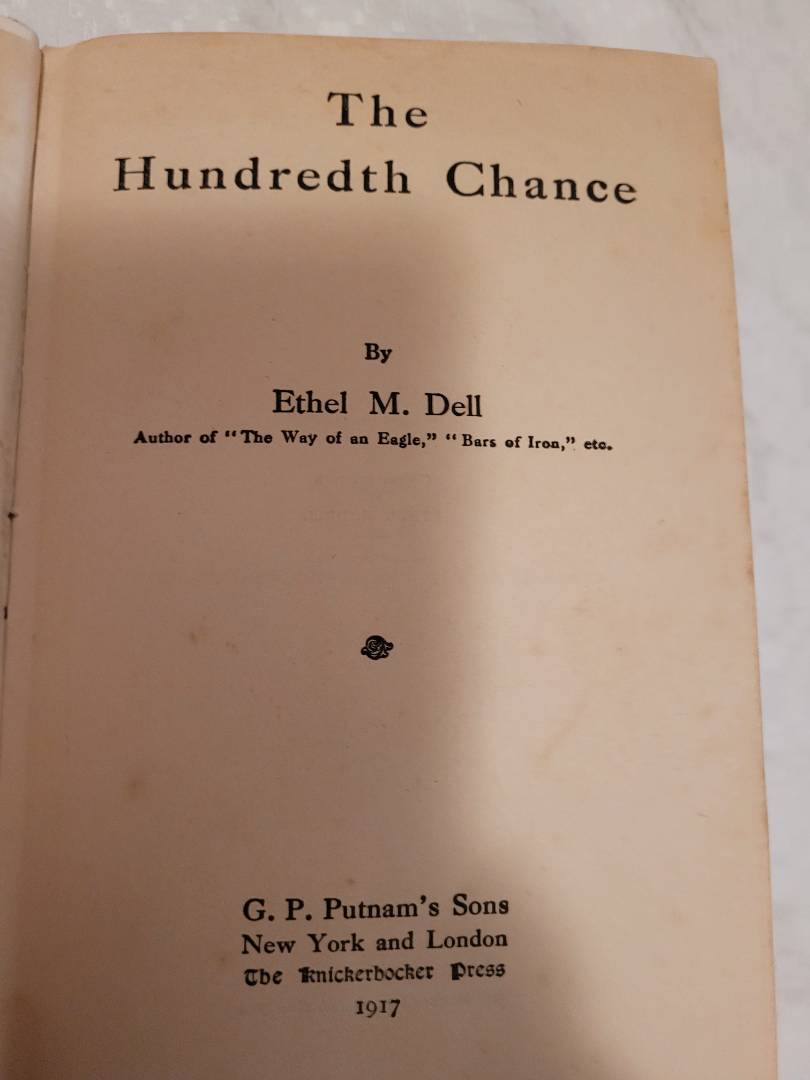 The
Hundredth Chance
By
Ethel M. Dell
Author of "The Way of an Eagle," "Bars of Iron," etc.
G. P. Putnam's Sons
New York and London
The Knickerbocker Press
1917